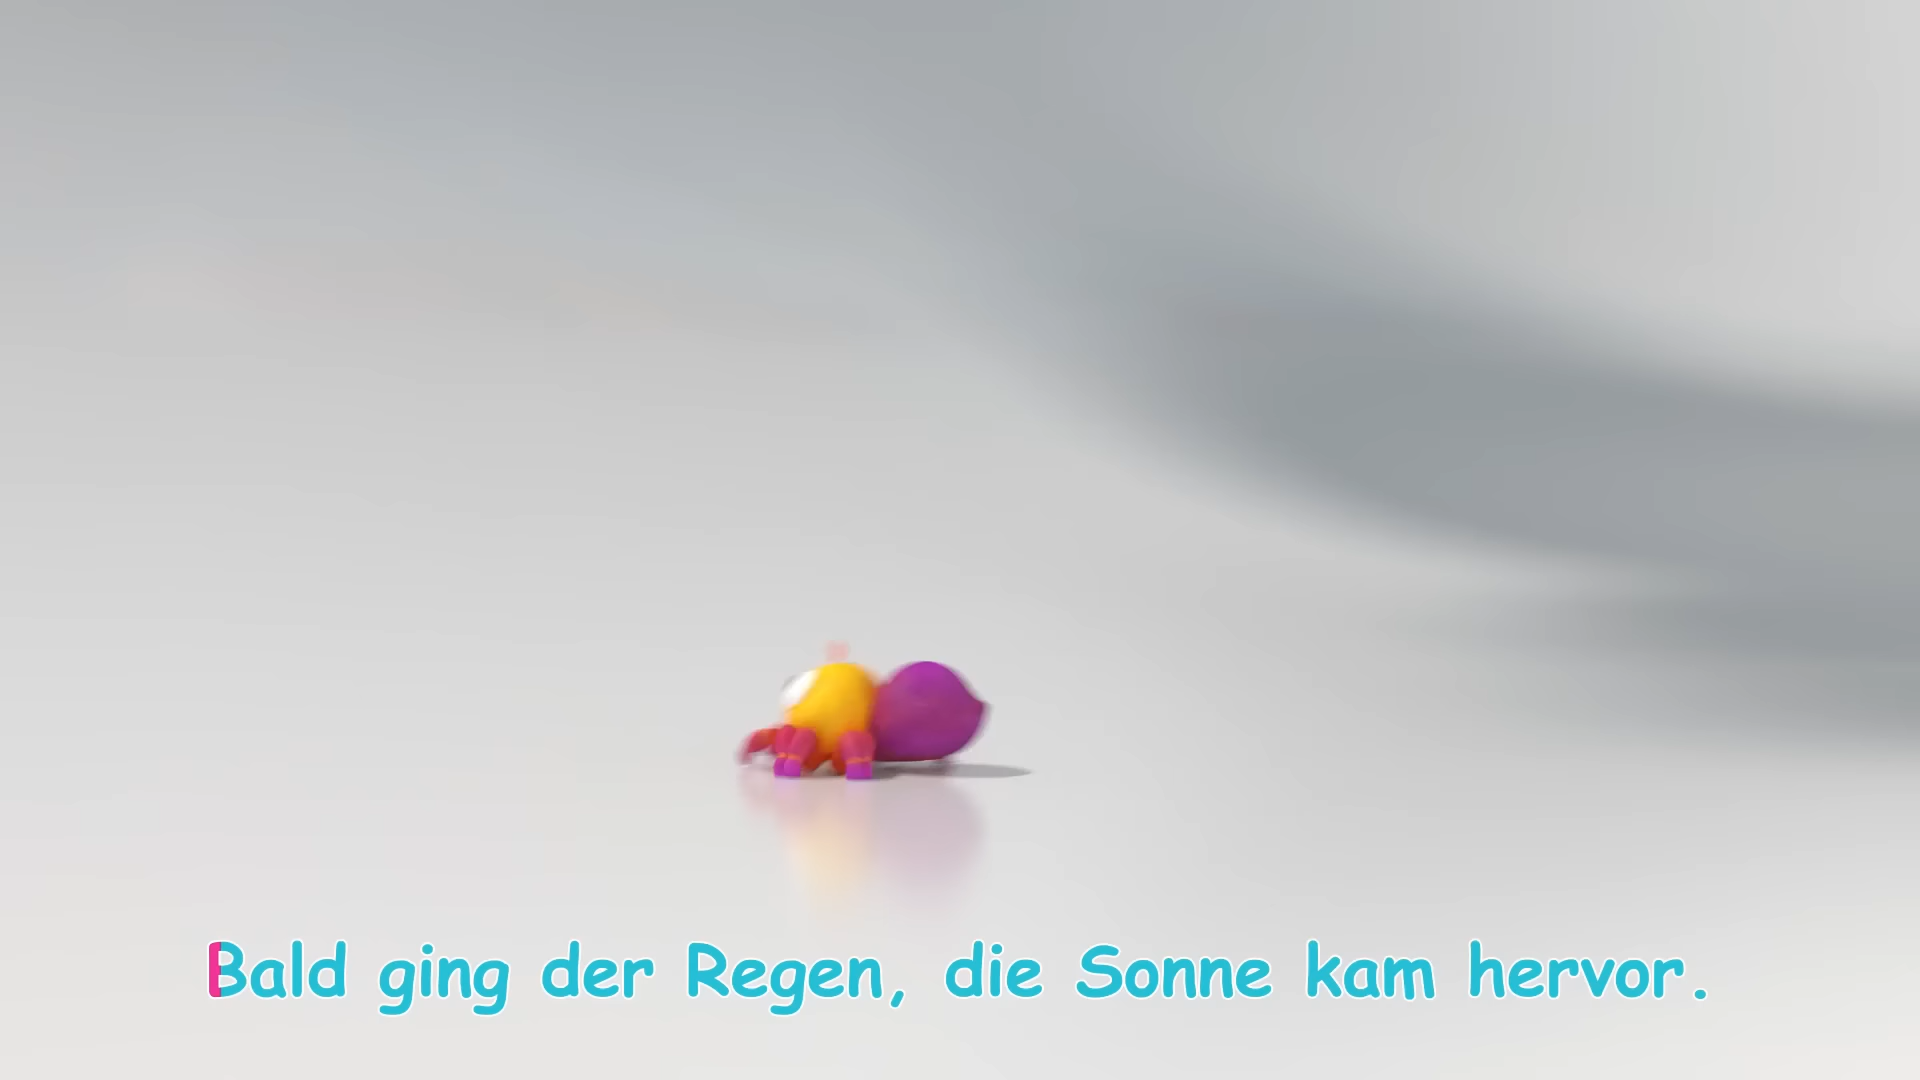 Bald ging der Regen, die Sonne kam hervor.